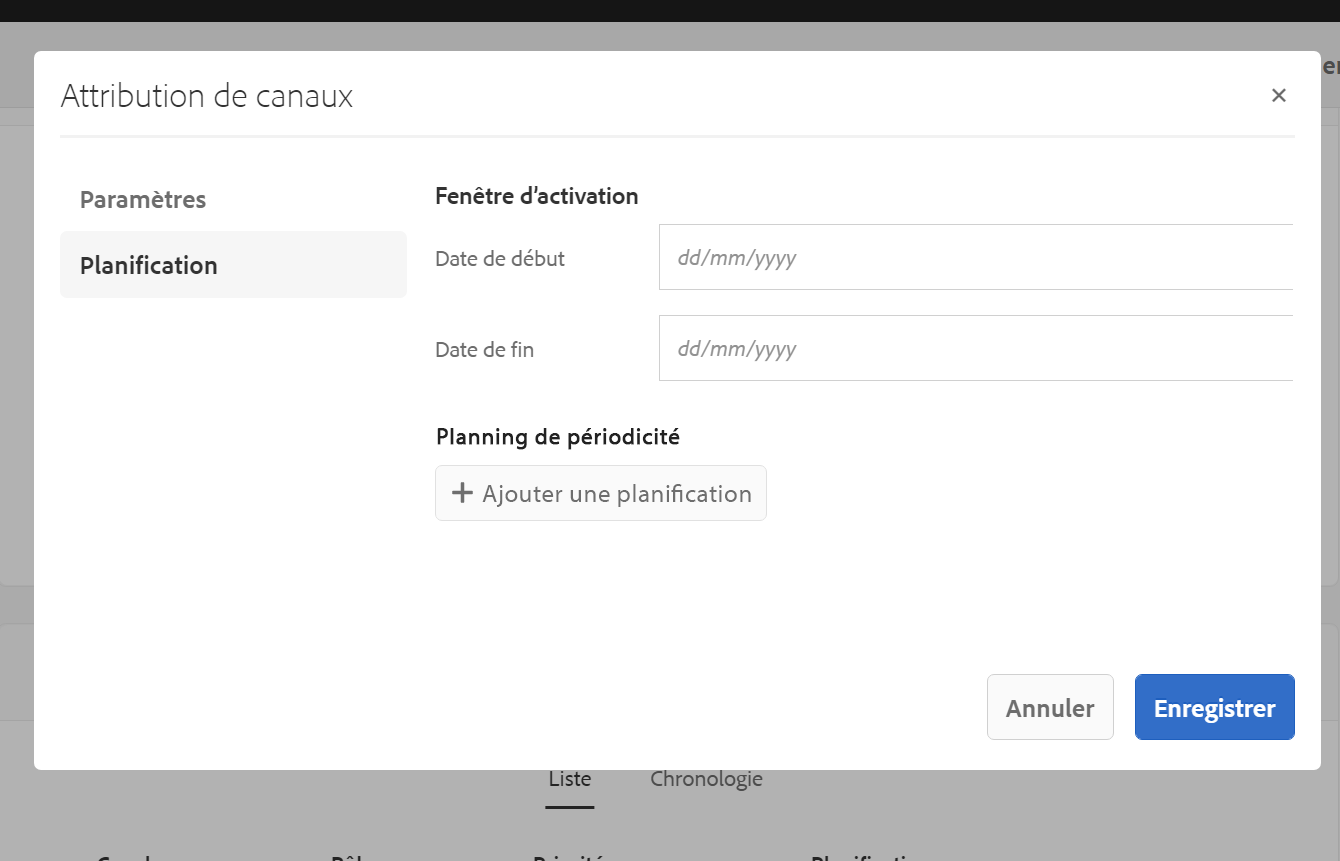 Attribution de canaux
×
Paramètres
Planification
Fenêtre d’activation
Date de début
dd/mm/yyyy
Date de fin
dd/mm/yyyy
Planning de périodicité
+ Ajouter une planification
Annuler
Enregistrer
Liste
Chronologie